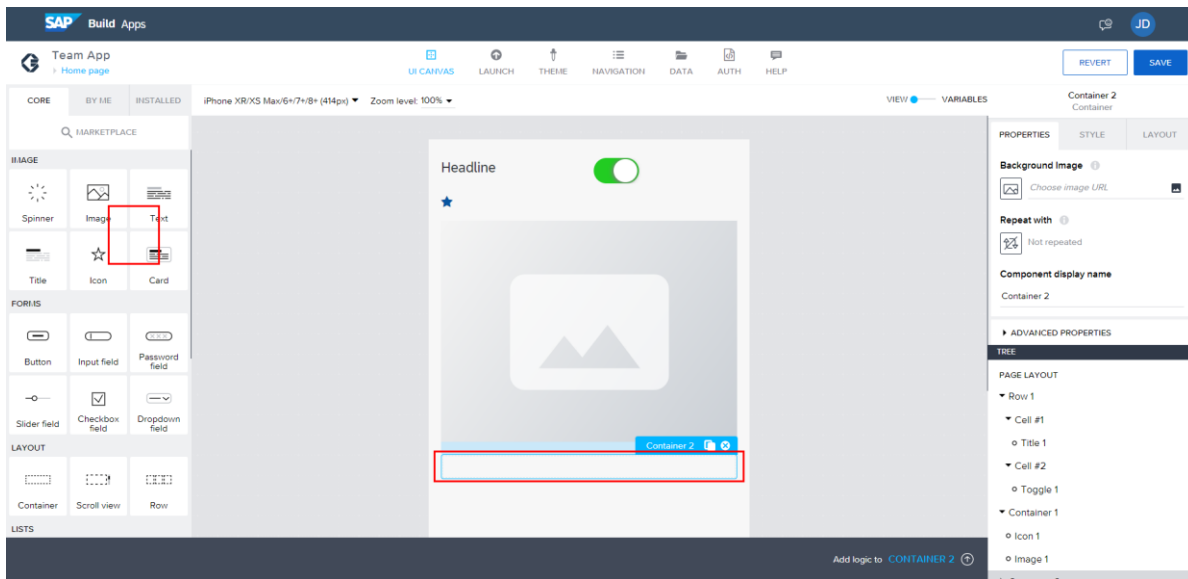 SAP Build Apps
JD
Team App
Home page
UI CANVAS LAUNCH THEME NAVIGATION DATA AUTH HELP
REVERT SAVE
CORE BY ME INSTALLED
iPhone XR/XS Max/6+/7+/8+ (414px) Zoom level: 100%
VIEW VARIABLES
Container 2
Container
MARKETPLACE
PROPERTIES STYLE LAYOUT
IMAGE
Spinner Image Text
Title Icon Card
FORMS
Button Input field Password field
Slider field Checkbox field Dropdown field
LAYOUT
Container Scroll view Row
LISTS
Headline
Container 2
Background Image
Choose image URL
Repeat with
Not repeated
Component display name
Container 2
ADVANCED PROPERTIES
TREE
PAGE LAYOUT
Row 1
Cell #1
Title 1
Cell #2
Toggle 1
Container 1
Icon 1
Image 1
Add logic to CONTAINER 2